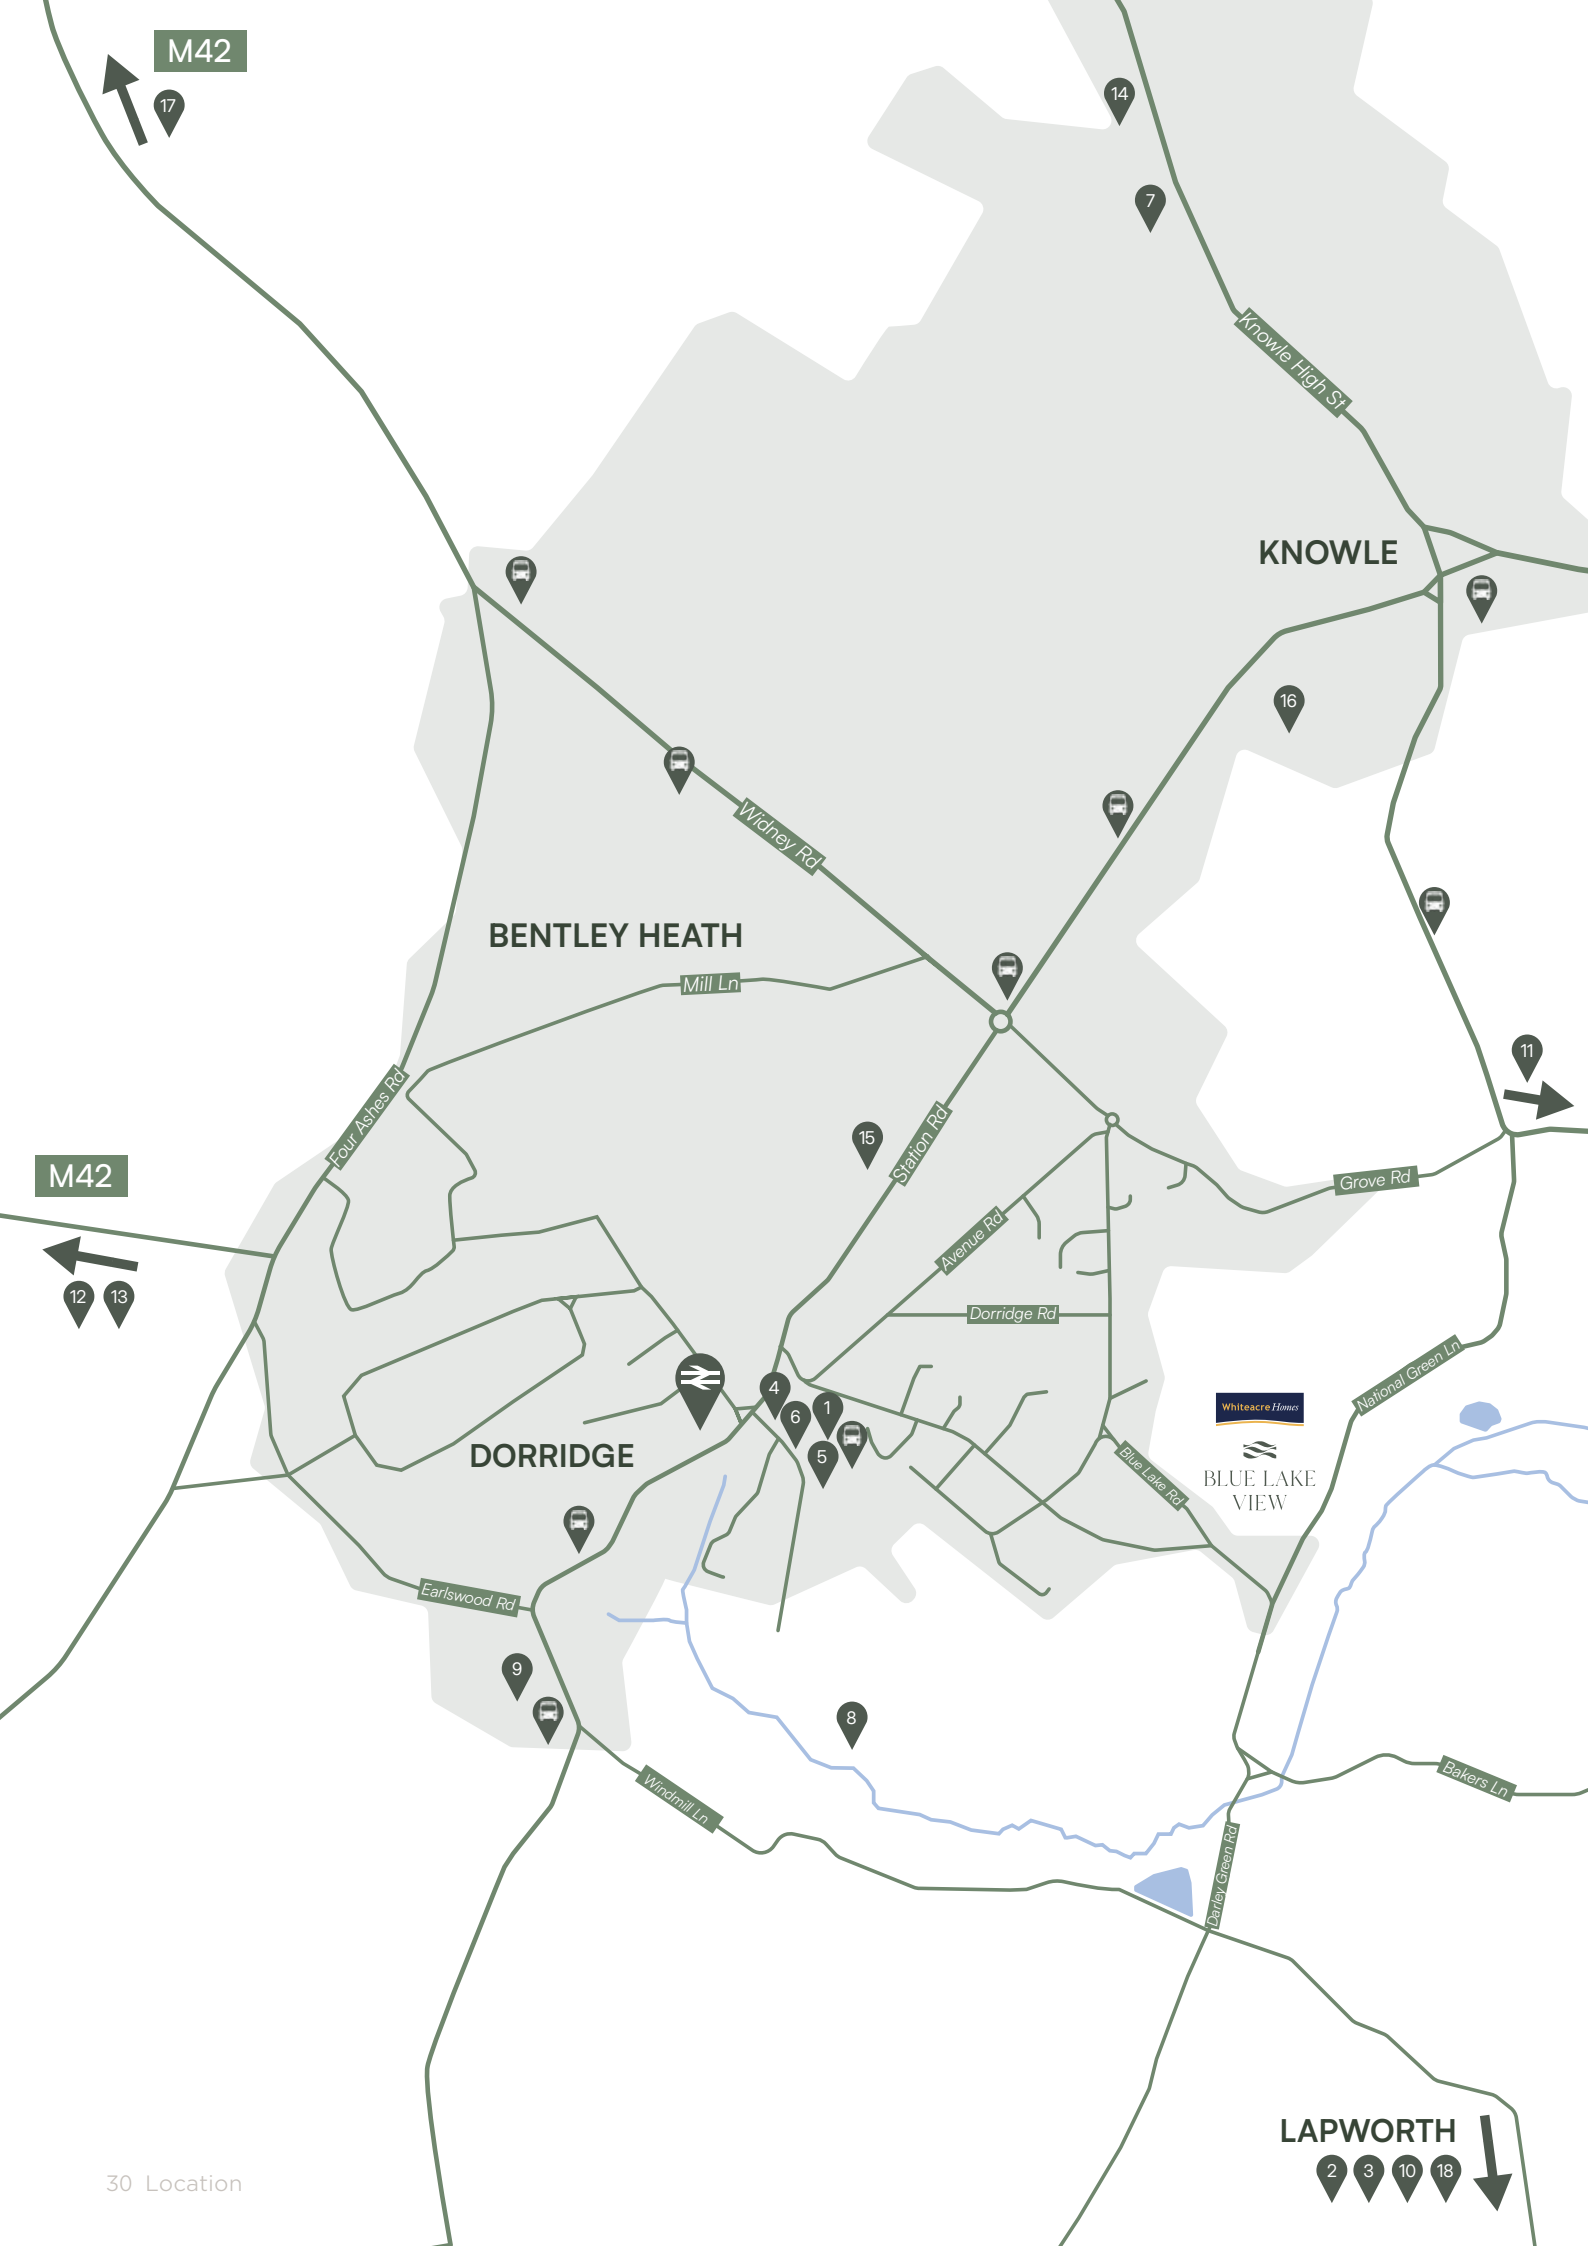 M42
17
14
7
Knowle High St
KNOWLE
16
Widney Rd
BENTLEY HEATH
Mill Ln
11
Four Ashes Rd
15
Station Rd
M42
Grove Rd
Avenue Rd
12
13
Dorridge Rd
National Green Ln
4
6
1
5
Whiteacre Homes
DORRIDGE
Blue Lake Rd
BLUE LAKE
VIEW
Earlswood Rd
9
8
Windmill Ln
Bakers Ln
Darley Green Rd
LAPWORTH
2
3
10
18
30 Location